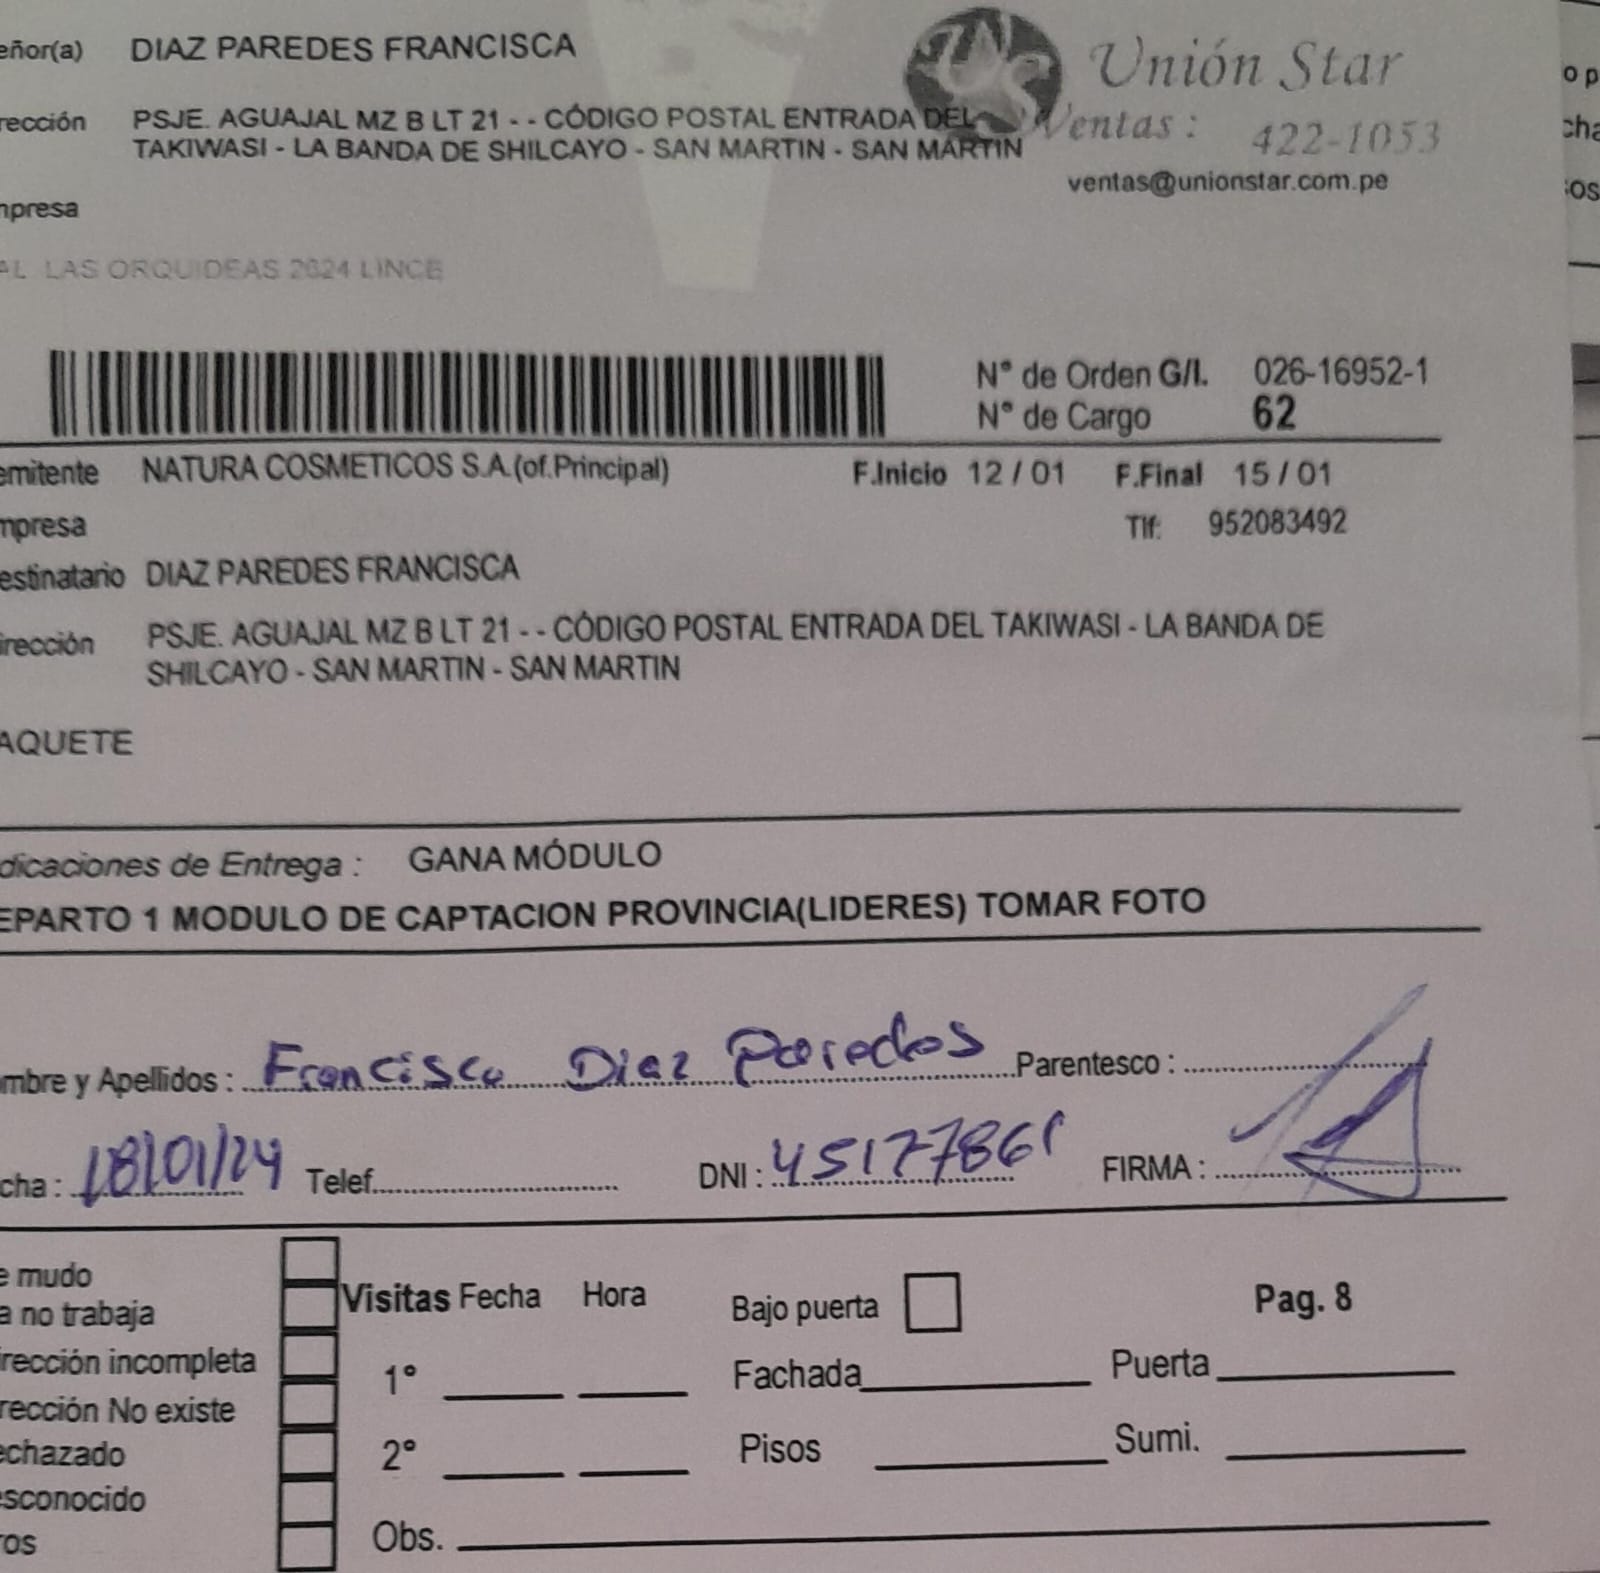 eñor(a) DIAZ PAREDES FRANCISCA
Unión Star
rección PSJE. AGUAJAL MZ B LT 21 - - CÓDIGO POSTAL ENTRADA DEL
TAKIWASI - LA BANDA DE SHILCAYO - SAN MARTIN - SAN MARTIN
Ventas : 422-1053
ventas@unionstar.com.pe
mpresa
AL LAS ORQUIDEAS 2624 LINCE
N° de Orden G/I. 026-16952-1
N° de Cargo 62
emitente NATURA COSMETICOS S.A.(of.Principal) F.Inicio 12 / 01 F.Final 15 / 01
mpresa Tlf: 952083492
estinatario DIAZ PAREDES FRANCISCA
irección PSJE. AGUAJAL MZ B LT 21 - - CÓDIGO POSTAL ENTRADA DEL TAKIWASI - LA BANDA DE
SHILCAYO - SAN MARTIN - SAN MARTIN
AQUETE
dicaciones de Entrega : GANA MÓDULO
EPARTO 1 MODULO DE CAPTACION PROVINCIA(LIDERES) TOMAR FOTO
mbre y Apellidos : Francisca Diaz Paredes Parentesco :
cha : 18/01/24 Telef. DNI : 45177861 FIRMA :
e mudo
a no trabaja
irección incompleta
rección No existe
echazado
esconocido
ros
Visitas Fecha Hora
1°
2°
Obs.
Bajo puerta
Fachada
Pisos
Pag. 8
Puerta
Sumi.
o p
cha
os